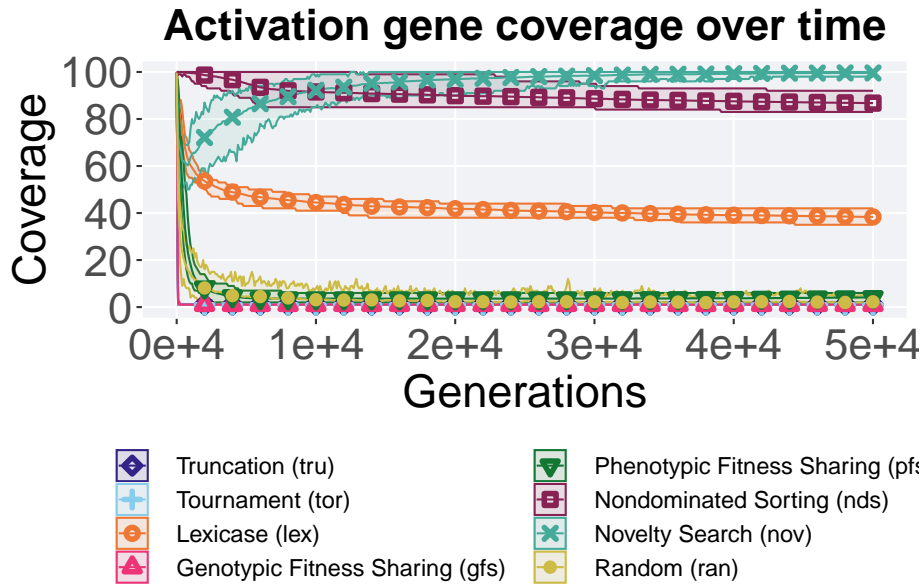 Activation gene coverage over time
Coverage
100
80
60
40
20
0
0e+4 1e+4 2e+4 3e+4 4e+4 5e+4
Generations
Truncation (tru)
Tournament (tor)
Lexicase (lex)
Genotypic Fitness Sharing (gfs)
Phenotypic Fitness Sharing (pfs
Nondominated Sorting (nds)
Novelty Search (nov)
Random (ran)